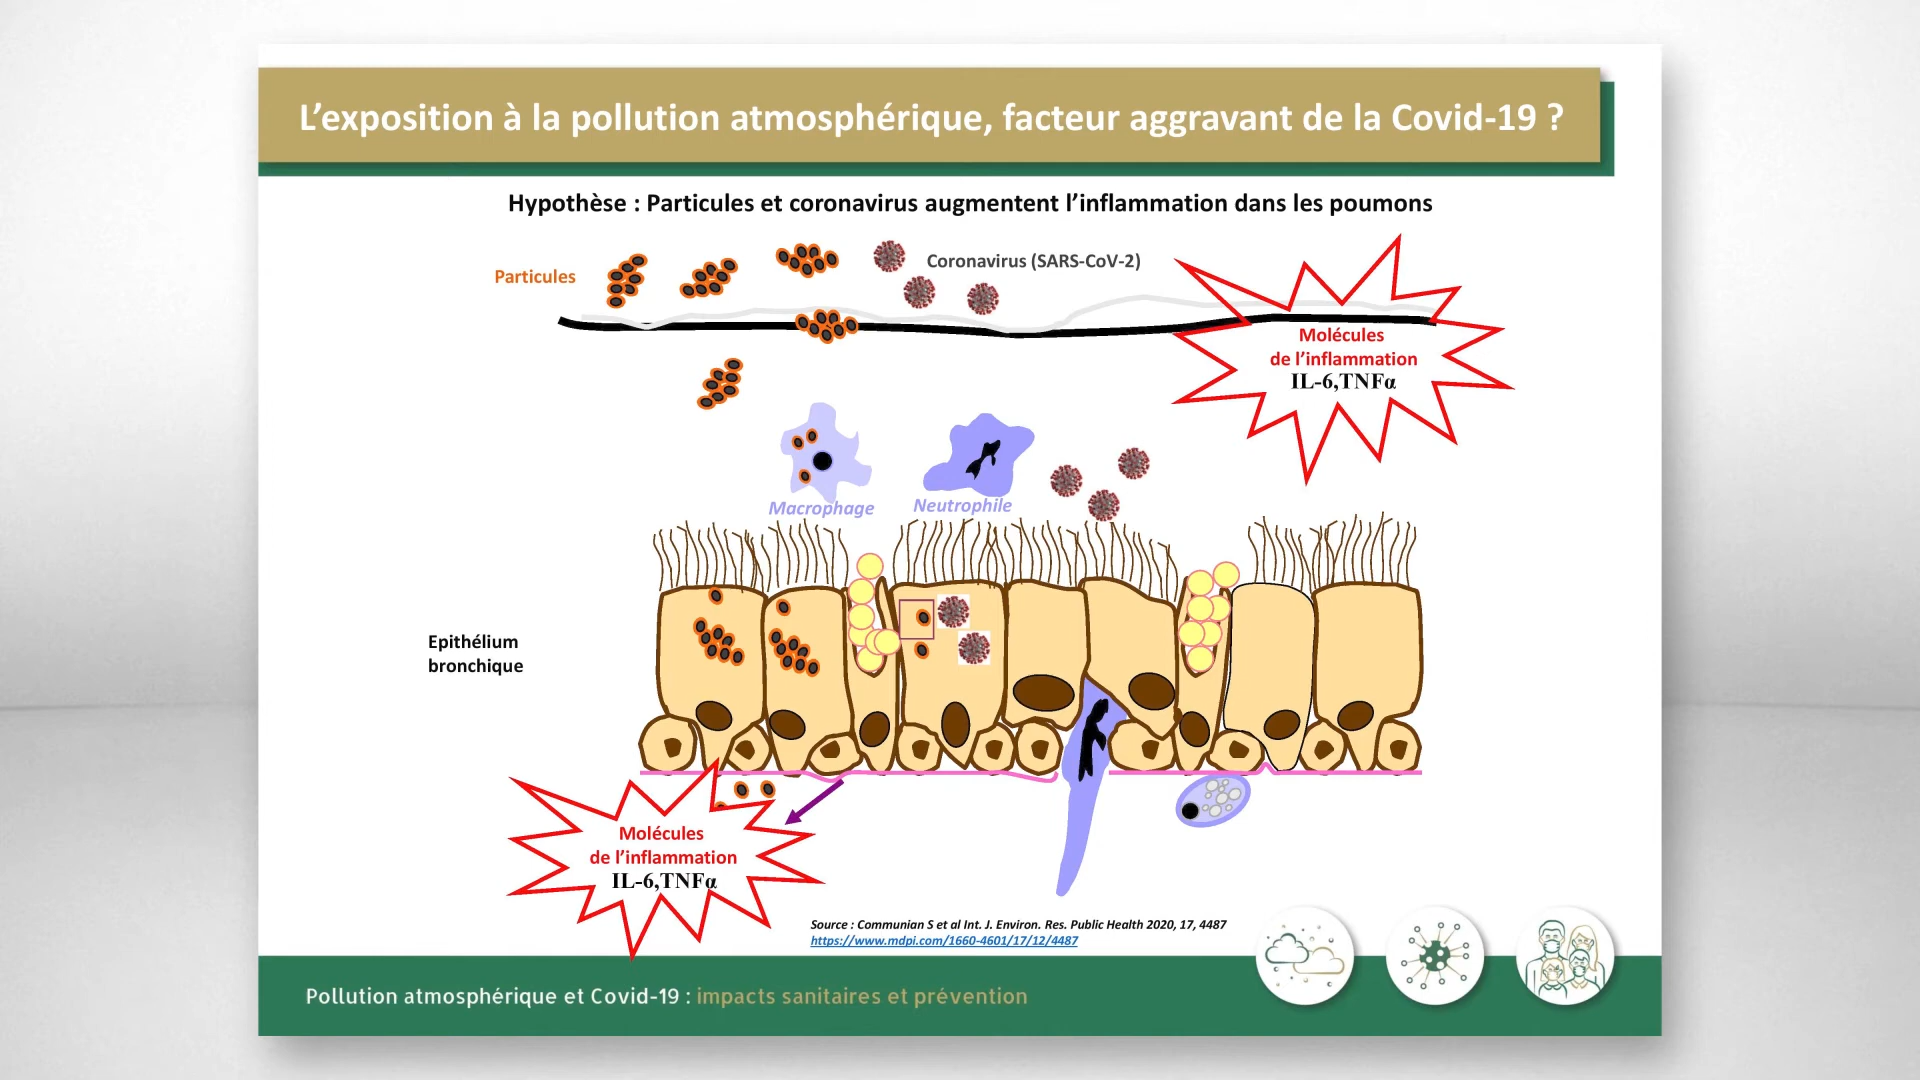 L'exposition à la pollution atmosphérique, facteur aggravant de la Covid-19 ?
Hypothèse : Particules et coronavirus augmentent l'inflammation dans les poumons
Particules
Coronavirus (SARS-CoV-2)
Molécules
de l'inflammation
IL-6,TNFα
Macrophage
Neutrophile
Epithélium
bronchique
Molécules
de l'inflammation
IL-6,TNFα
Source : Communian S et al Int. J. Environ. Res. Public Health 2020, 17, 4487
https://www.mdpi.com/1660-4601/17/12/4487
Pollution atmosphérique et Covid-19 : impacts sanitaires et prévention